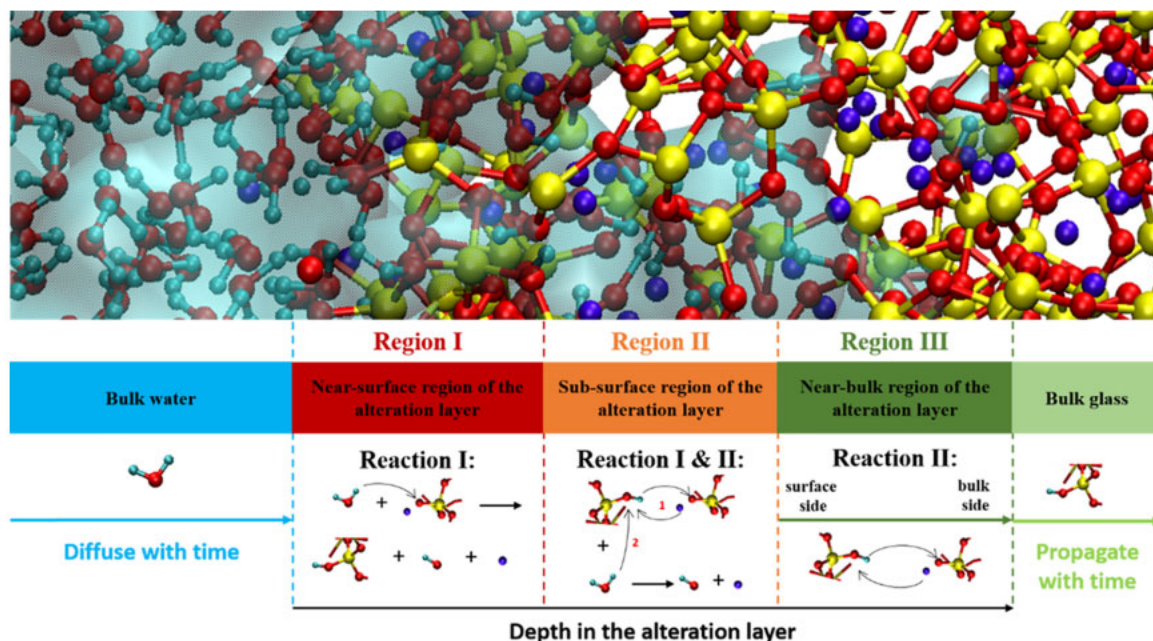 Region I
Region II
Region III
Bulk water
Near-surface region of the
alteration layer
Sub-surface region of the
alteration layer
Near-bulk region of the
alteration layer
Bulk glass
Reaction I:
Reaction I & II:
Reaction II:
+
+
+
1
2
+
+
surface
side
bulk
side
Diffuse with time
Propagate
with time
Depth in the alteration layer